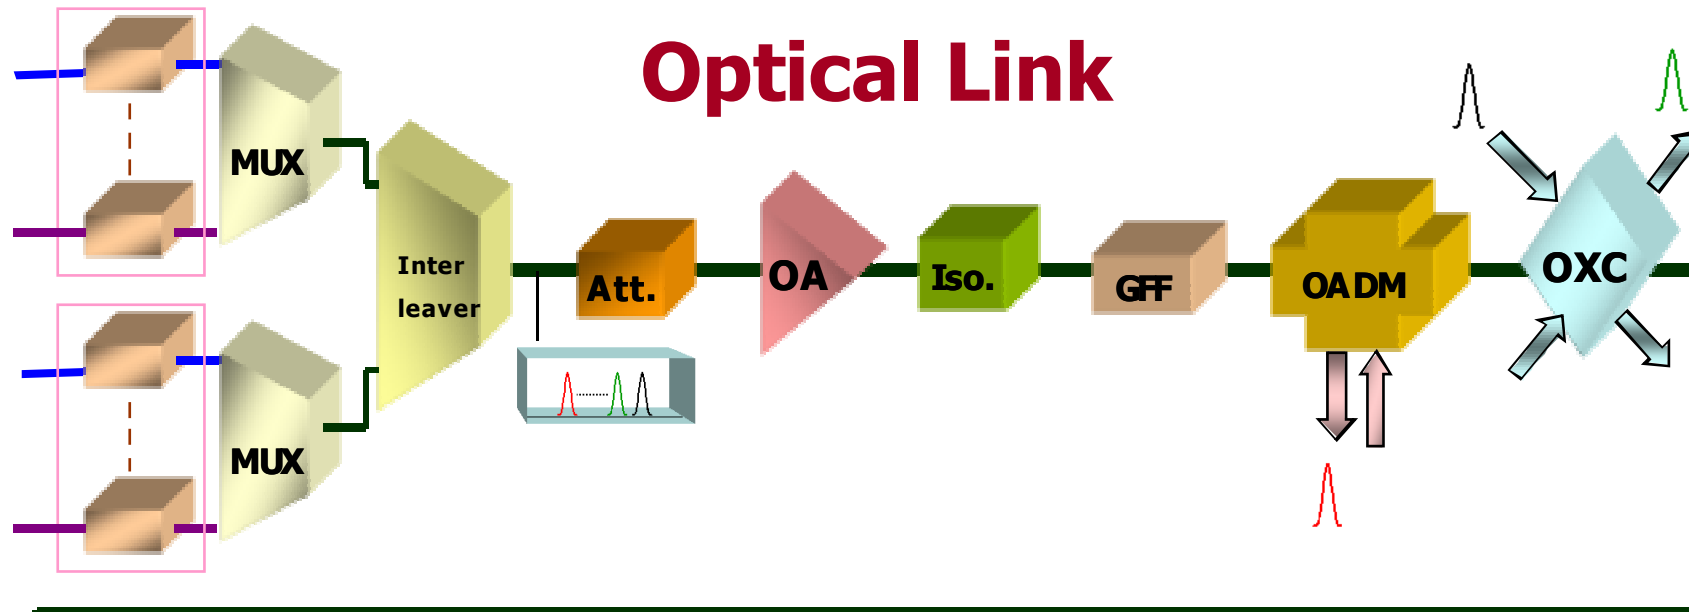 Optical Link
MUX
Inter
leaver
Att.
OA
Iso.
GFF
OADM
OXC
MUX